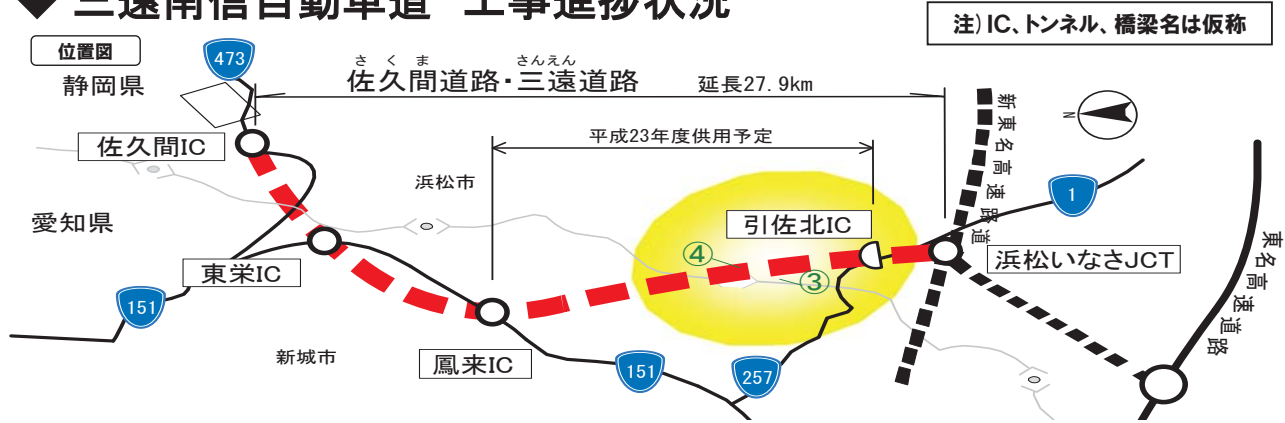 ◆ 三遠南信自動車道 工事進捗状況
注)IC、トンネル、橋梁名は仮称
位置図
473
静岡県
さくま
さんえん
佐久間道路・三遠道路 延長27.9km
平成23年度供用予定
新東名高速道路
N
佐久間IC
浜松市
1
愛知県
引佐北IC
④
③
浜松いなさJCT
東栄IC
151
東名高速道路
新城市
鳳来IC
151
257